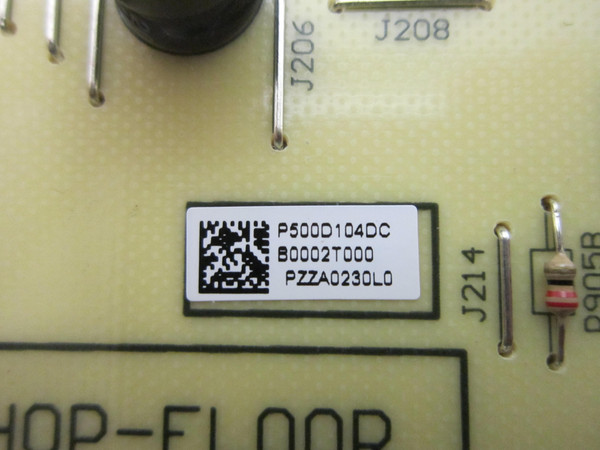 J206
J208
P500D104DC
B0002T000
PZZA0230L0
J214
R905B
HOP-FLOOR